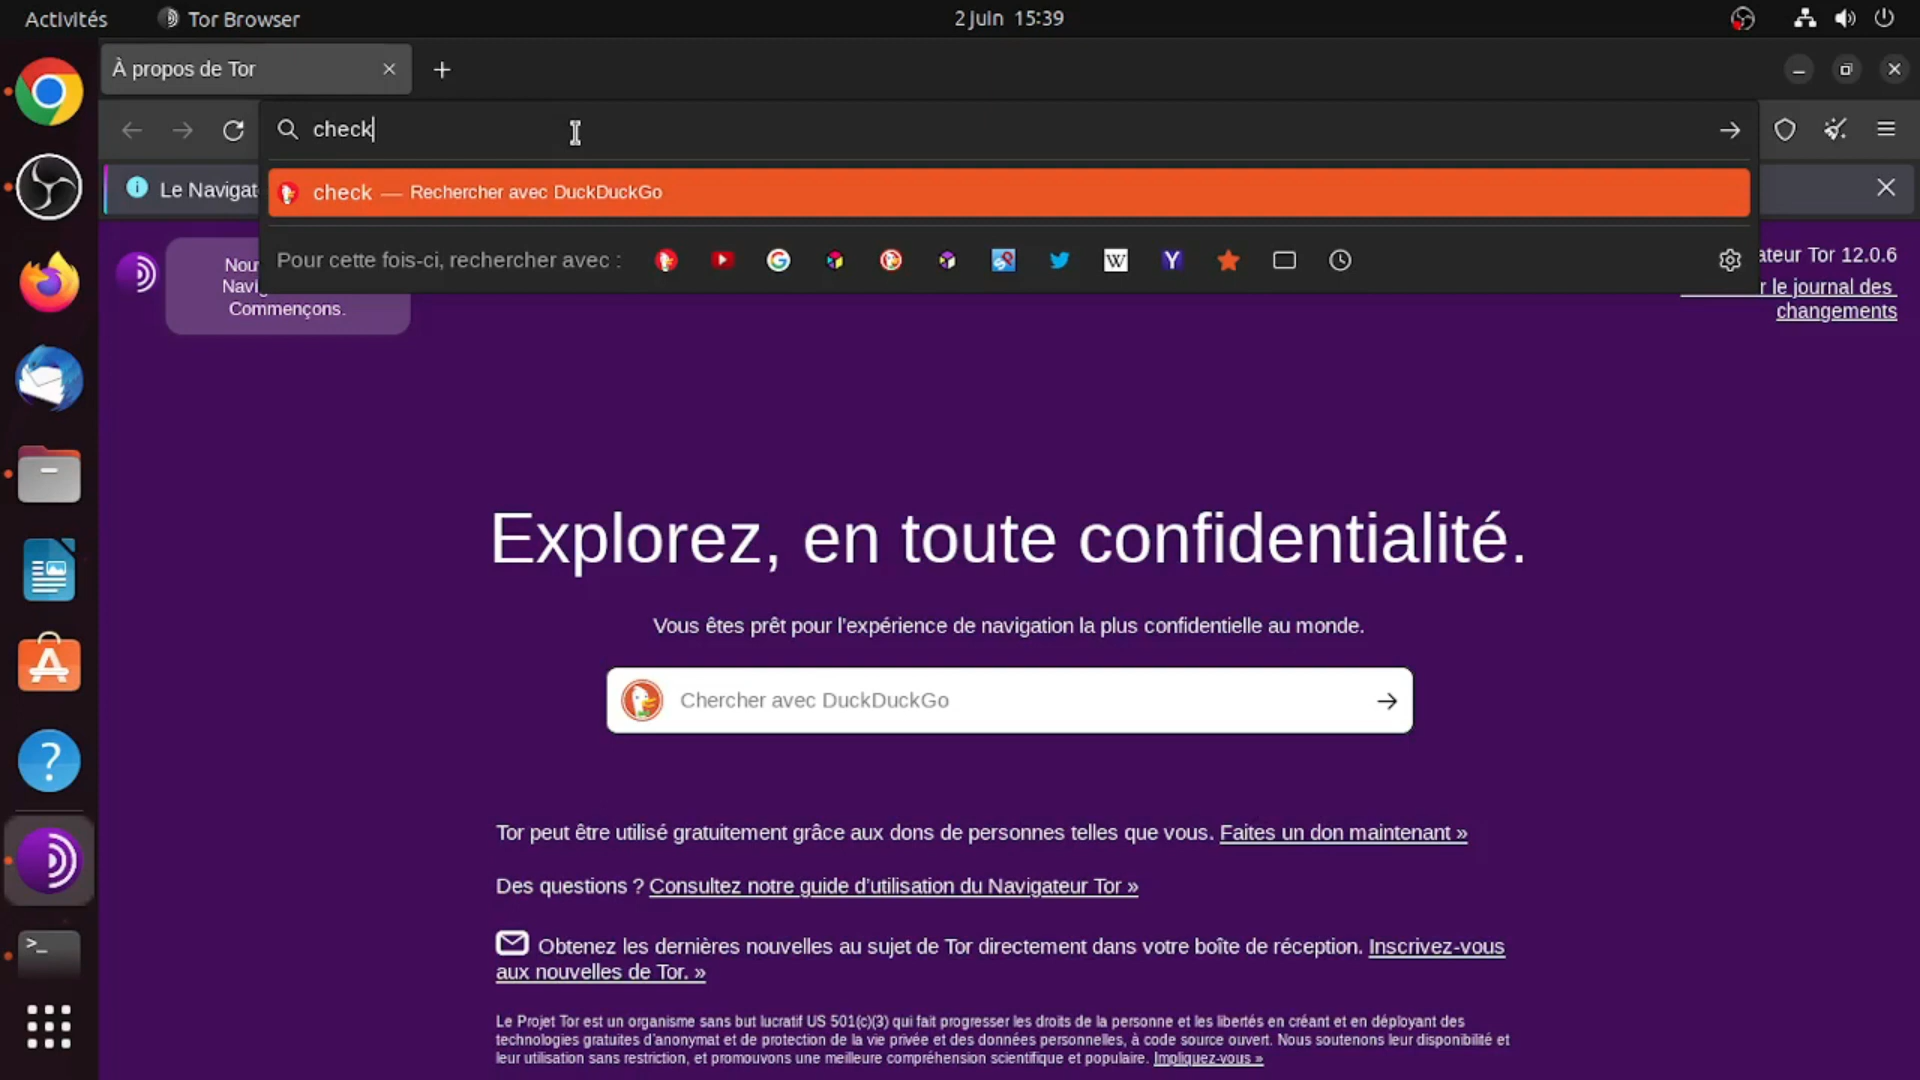 Activités
Tor Browser
2 juin 15:39
À propos de Tor
check
Le Navigat
check — Rechercher avec DuckDuckGo
Pour cette fois-ci, rechercher avec :
Nou
Navi
Commençons.
ateur Tor 12.0.6
r le journal des
changements
Explorez, en toute confidentialité.
Vous êtes prêt pour l'expérience de navigation la plus confidentielle au monde.
Chercher avec DuckDuckGo
Tor peut être utilisé gratuitement grâce aux dons de personnes telles que vous. Faites un don maintenant »
Des questions ? Consultez notre guide d'utilisation du Navigateur Tor »
Obtenez les dernières nouvelles au sujet de Tor directement dans votre boîte de réception. Inscrivez-vous
aux nouvelles de Tor. »
Le Projet Tor est un organisme sans but lucratif US 501(c)(3) qui fait progresser les droits de la personne et les libertés en créant et en déployant des
technologies gratuites d'anonymat et de protection de la vie privée et des données personnelles, à code source ouvert. Nous soutenons leur disponibilité et
leur utilisation sans restriction, et promouvons une meilleure compréhension scientifique et populaire. Impliquez-vous »